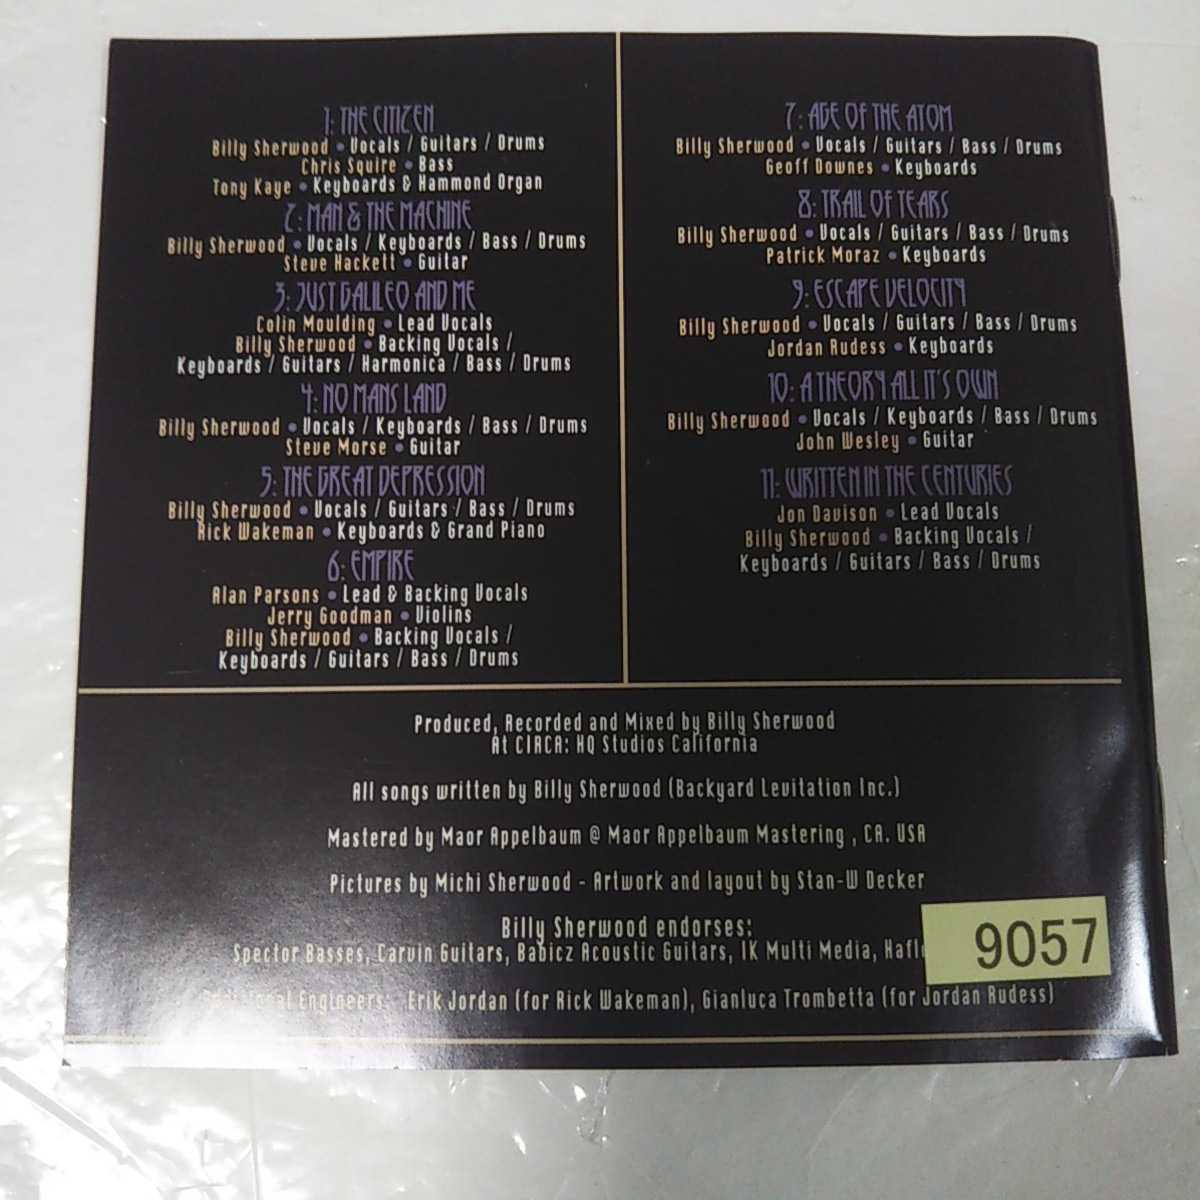 1: THE CITIZEN
Billy Sherwood • Vocals / Guitars / Drums
Chris Squire • Bass
Tony Kaye • Keyboards & Hammond Organ
2: MAN & THE MACHINE
Billy Sherwood • Vocals / Keyboards / Bass / Drums
Steve Hackett • Guitar
3: JUST GALILEO AND ME
Colin Moulding • Lead Vocals
Billy Sherwood • Backing Vocals /
Keyboards / Guitars / Harmonica / Bass / Drums
4: NO MANS LAND
Billy Sherwood • Vocals / Keyboards / Bass / Drums
Steve Morse • Guitar
5: THE GREAT DEPRESSION
Billy Sherwood • Vocals / Guitars / Bass / Drums
Rick Wakeman • Keyboards & Grand Piano
6: EMPIRE
Alan Parsons • Lead & Backing Vocals
Jerry Goodman • Violins
Billy Sherwood • Backing Vocals /
Keyboards / Guitars / Bass / Drums
7: AGE OF THE ATOM
Billy Sherwood • Vocals / Guitars / Bass / Drums
Geoff Downes • Keyboards
8: TRAIL OF TEARS
Billy Sherwood • Vocals / Guitars / Bass / Drums
Patrick Moraz • Keyboards
9: ESCAPE VELOCITY
Billy Sherwood • Vocals / Guitars / Bass / Drums
Jordan Rudess • Keyboards
10: A THEORY ALL IT'S OWN
Billy Sherwood • Vocals / Keyboards / Bass / Drums
John Wesley • Guitar
11: WRITTEN IN THE CENTURIES
Jon Davison • Lead Vocals
Billy Sherwood • Backing Vocals /
Keyboards / Guitars / Bass / Drums
Produced, Recorded and Mixed by Billy Sherwood
At CIRCA: HQ Studios California
All songs written by Billy Sherwood (Backyard Levitation Inc.)
Mastered by Maor Appelbaum @ Maor Appelbaum Mastering , CA. USA
Pictures by Michi Sherwood - Artwork and layout by Stan-W Decker
Billy Sherwood endorses:
Spector Basses, Carvin Guitars, Babicz Acoustic Guitars, IK Multi Media,
9057
Engineers: Erik Jordan (for Rick Wakeman), Gianluca Trombetta (for Jordan Rudess)